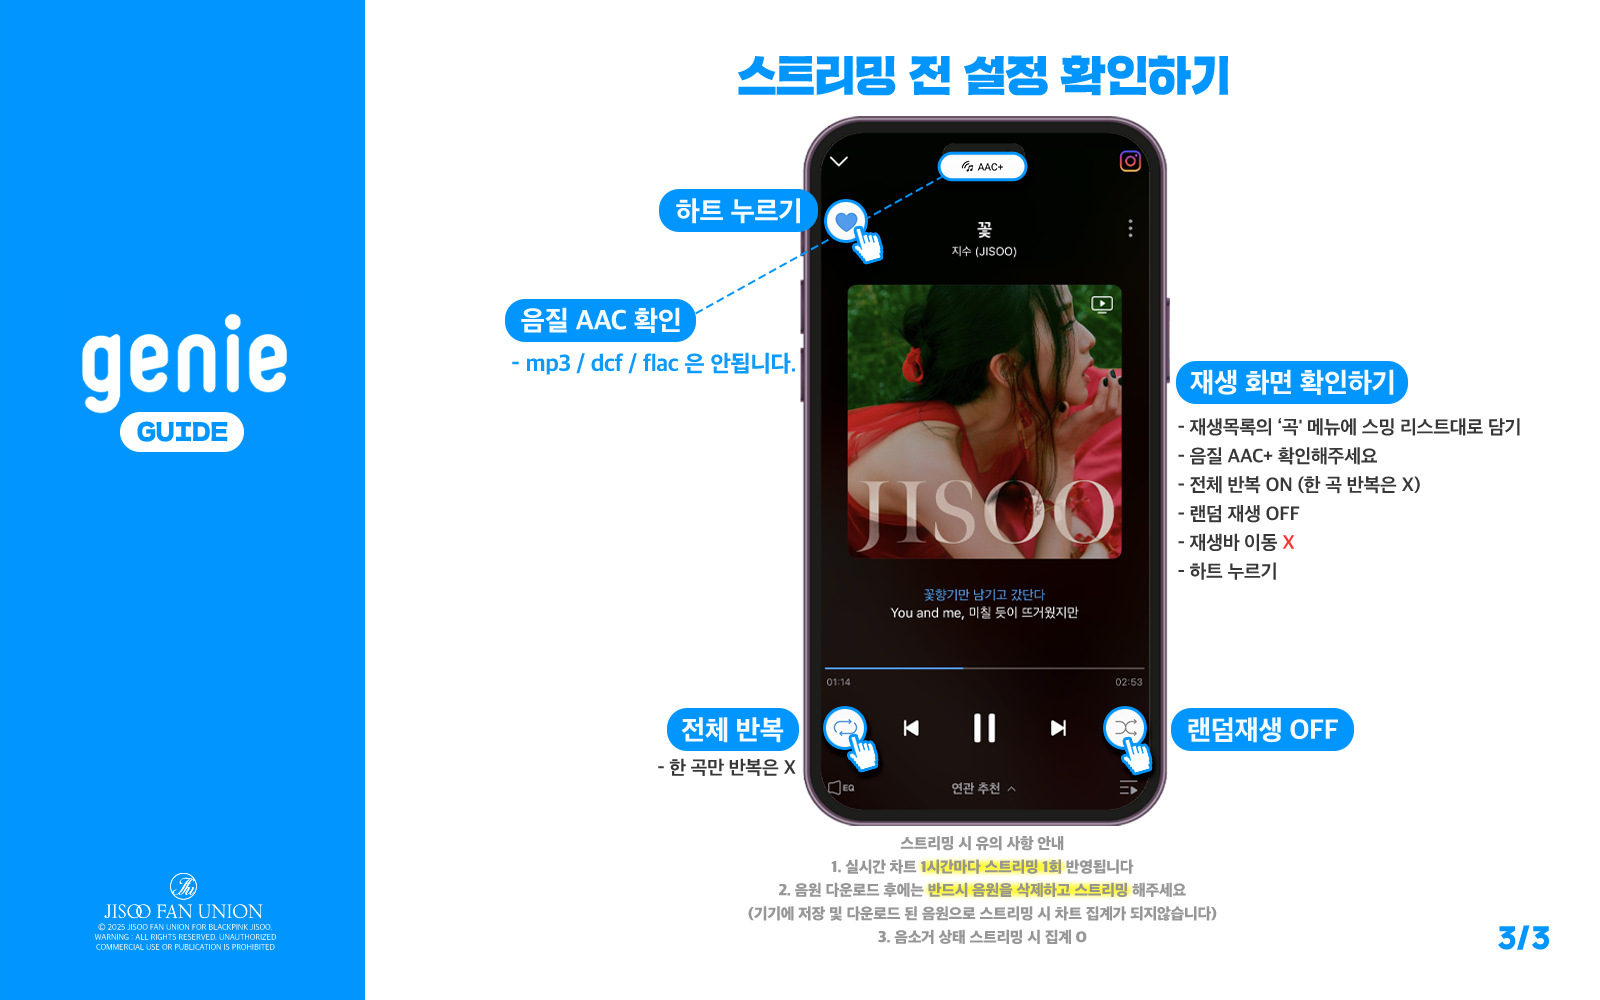 genie
GUIDE
JISOO FAN UNION
© 2025 JISOO FAN UNION FOR BLACKPINK JISOO.
WARNING : ALL RIGHTS RESERVED. UNAUTHORIZED
COMMERCIAL USE OR PUBLICATION IS PROHIBITED
스트리밍 전 설정 확인하기
AAC+
하트 누르기
꽃
지수 (JISOO)
음질 AAC 확인
- mp3 / dcf / flac 은 안됩니다.
JISOO
재생 화면 확인하기
- 재생목록의 ‘곡' 메뉴에 스밍 리스트대로 담기
- 음질 AAC+ 확인해주세요
- 전체 반복 ON (한 곡 반복은 X)
- 랜덤 재생 OFF
- 재생바 이동 X
- 하트 누르기
꽃향기만 남기고 갔단다
You and me, 미칠 듯이 뜨거웠지만
01:14
02:53
전체 반복
- 한 곡만 반복은 X
랜덤재생 OFF
EQ
연관 추천
스트리밍 시 유의 사항 안내
1. 실시간 차트 1시간마다 스트리밍 1회 반영됩니다
2. 음원 다운로드 후에는 반드시 음원을 삭제하고 스트리밍 해주세요
(기기에 저장 및 다운로드 된 음원으로 스트리밍 시 차트 집계가 되지않습니다)
3. 음소거 상태 스트리밍 시 집계 O
3/3